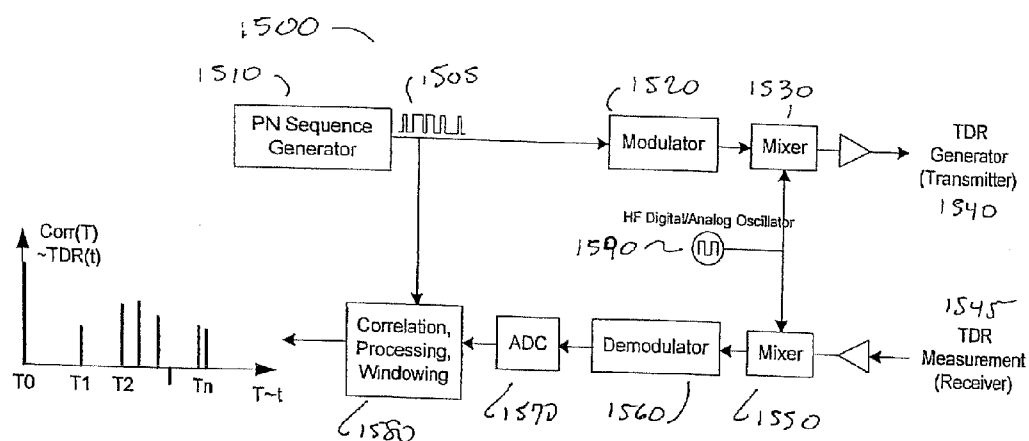 1500
1510
1505
1520
1530
PN Sequence
Generator
Modulator
Mixer
TDR
Generator
(Transmitter)
1540
HF Digital/Analog Oscillator
1590
Corr(T)
~TDR(t)
T0
T1
T2
Tn
T~t
Correlation,
Processing,
Windowing
ADC
Demodulator
Mixer
1545
TDR
Measurement
(Receiver)
1580
1570
1560
1550